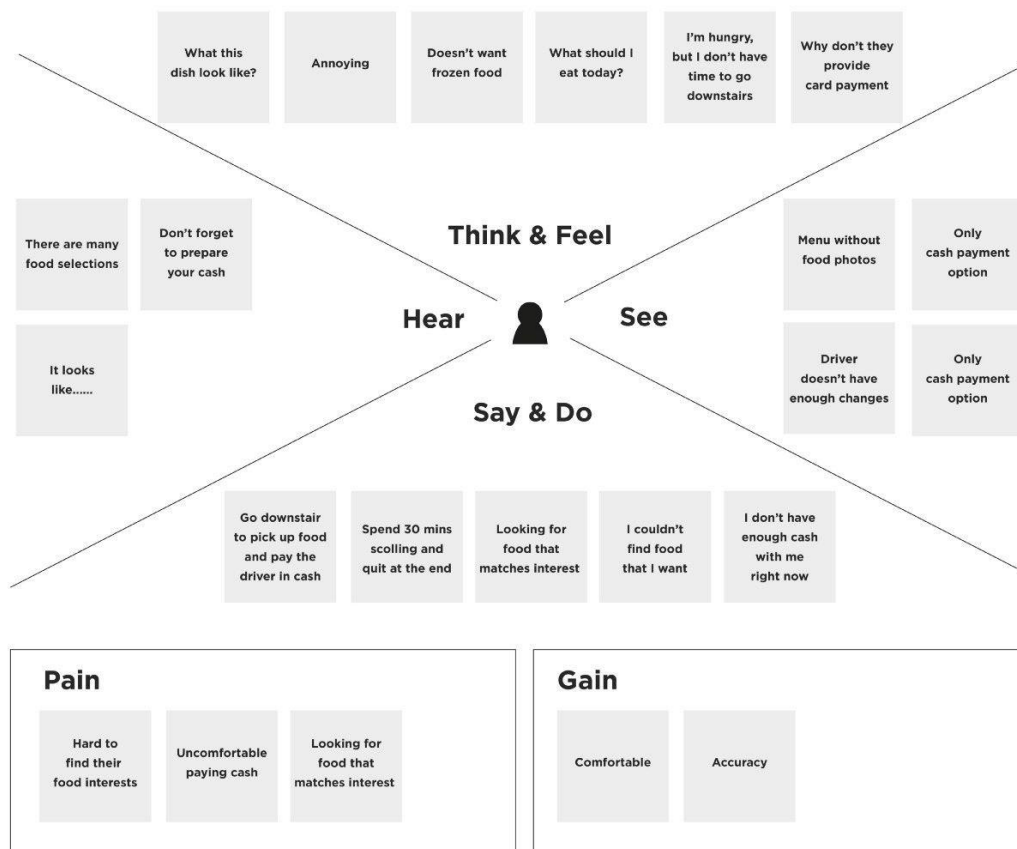 What this
dish look like?
Annoying
Doesn't want
frozen food
What should I
eat today?
I'm hungry,
but I don't have
time to go
downstairs
Why don't they
provide
card payment
Think & Feel
There are many
food selections
Don't forget
to prepare
your cash
It looks
like......
Hear
See
Menu without
food photos
Only
cash payment
option
Driver
doesn't have
enough changes
Only
cash payment
option
Say & Do
Go downstair
to pick up food
and pay the
driver in cash
Spend 30 mins
scolling and
quit at the end
Looking for
food that
matches interest
I couldn't
find food
that I want
I don't have
enough cash
with me
right now
Pain
Hard to
find their
food interests
Uncomfortable
paying cash
Looking for
food that
matches interest
Gain
Comfortable
Accuracy